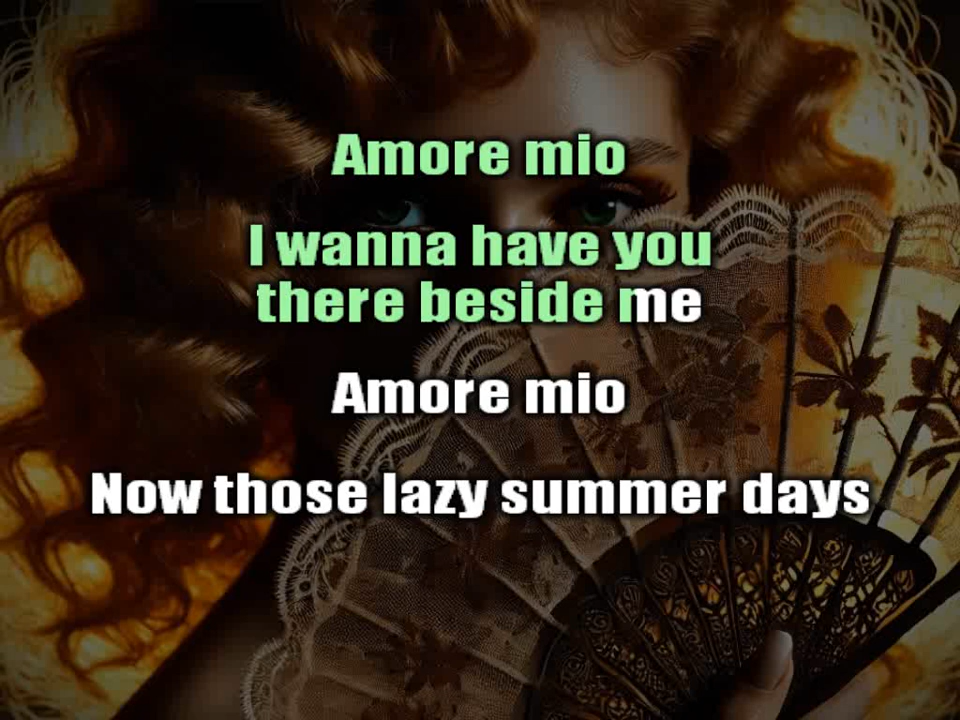 Amore mio
I wanna have you
there beside me
Amore mio
Now those lazy summer days